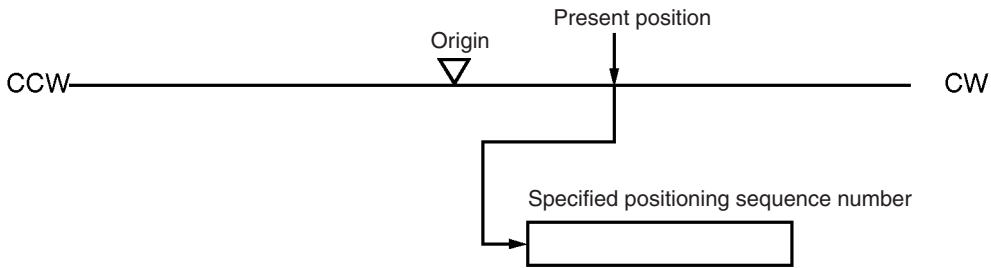 Present position
Origin
CCW
CW
Specified positioning sequence number